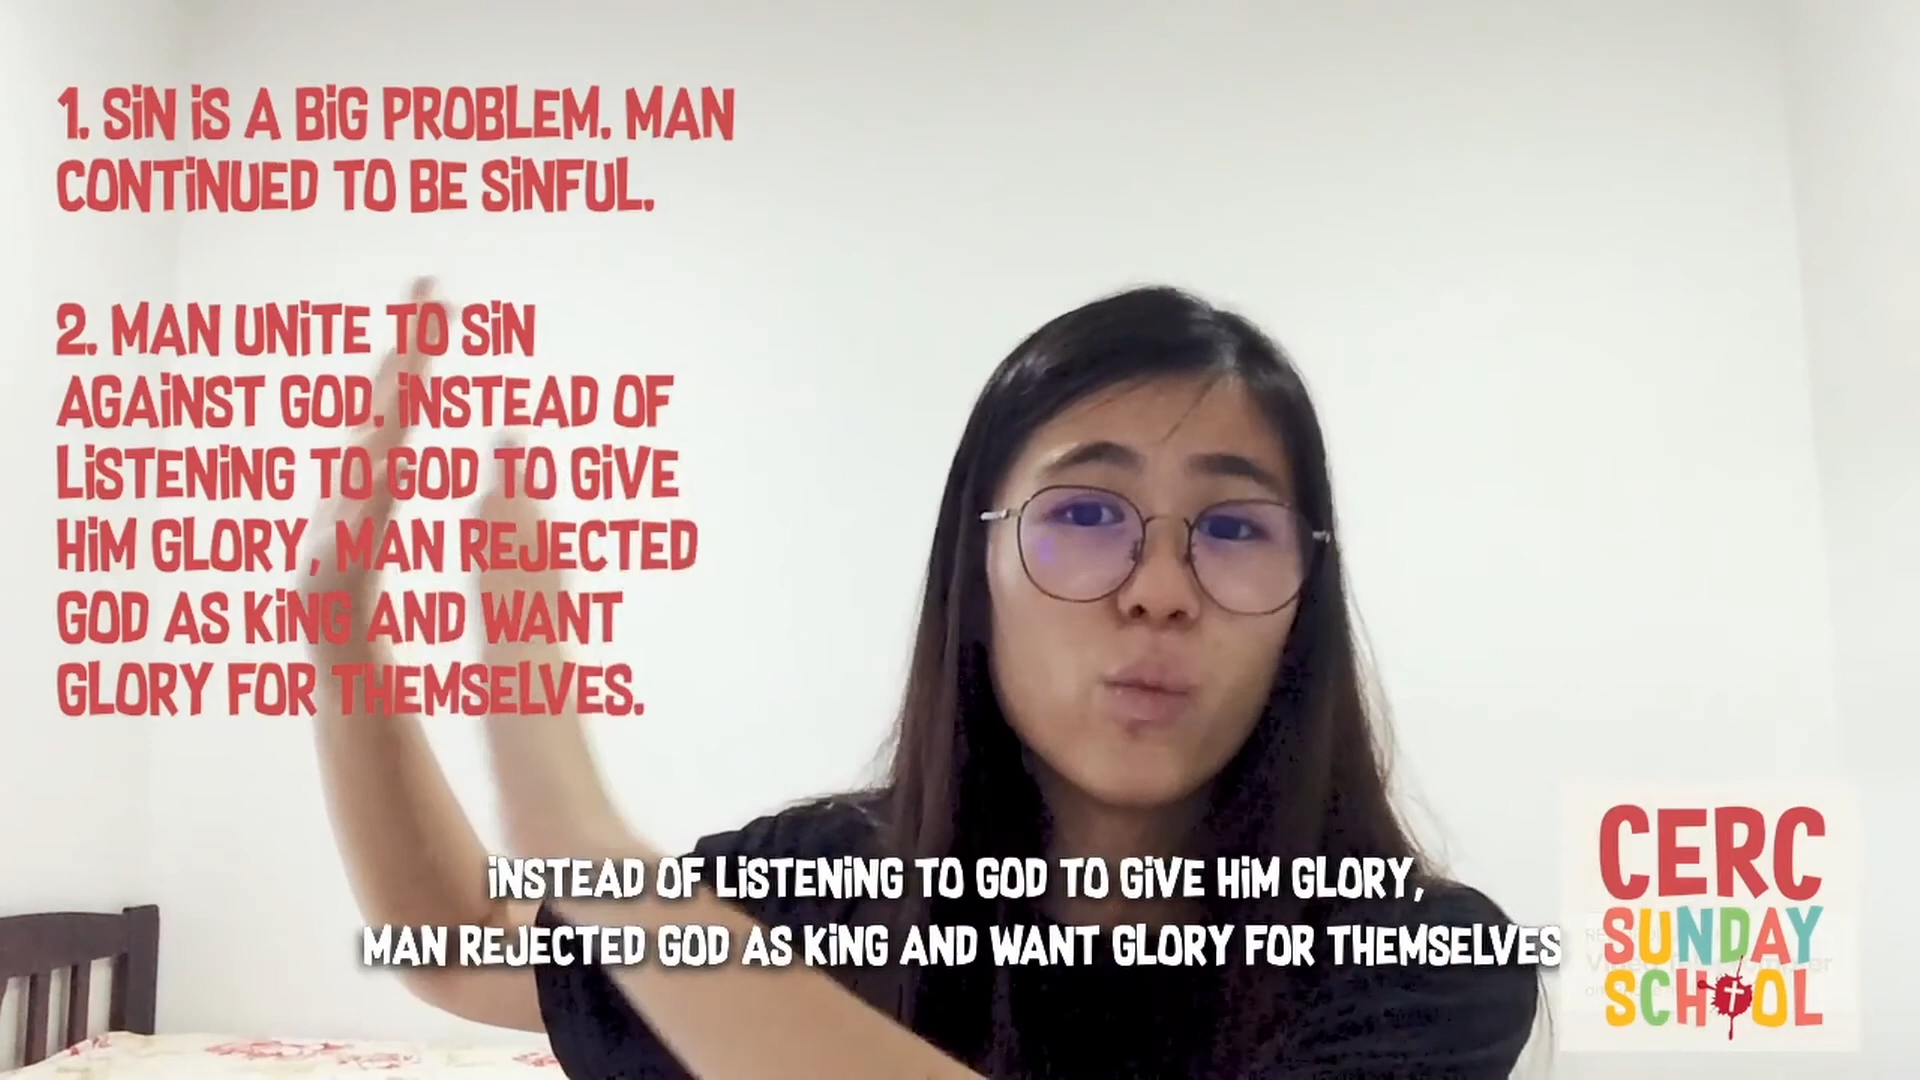 1. SiN iS A BiG PROBLEM. MAN
CONTiNUED TO BE SiNFUL.
2. MAN UNiTE TO SiN
AGAiNST GOD. iNSTEAD OF
LiSTENiNG TO GOD TO GiVE
HiM GLORY, MAN REJECTED
GOD AS KiNG AND WANT
GLORY FOR THEMSELVES.
iNSTEAD OF LiSTENiNG TO GOD TO GiVE HiM GLORY,
MAN REJECTED GOD AS KiNG AND WANT GLORY FOR THEMSELVES
CERC
SUNDAY
SCHOOL